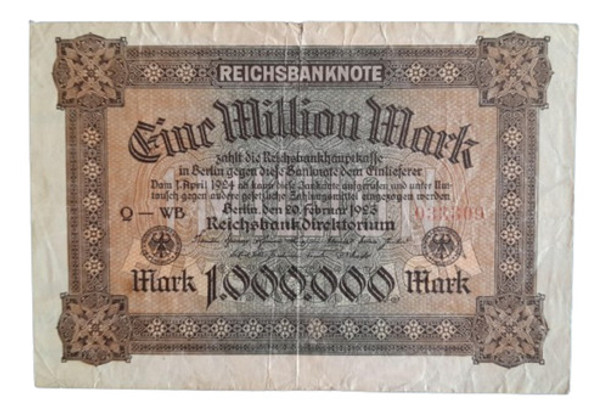 REICHSBANKNOTE
Eine Million Mark
zahlt die Reichsbankhauptkasse
in Berlin gegen diese Banknote dem Einlieferer
Vom 1. April 1924 ab kann diese Banknote aufgerufen und unter Um-
tausch gegen andere gesetzliche Zahlungsmittel eingezogen werden
Q — WB Berlin, den 20. Februar 1923 033309
Reichsbankdirektorium
Mark 1.000.000 Mark